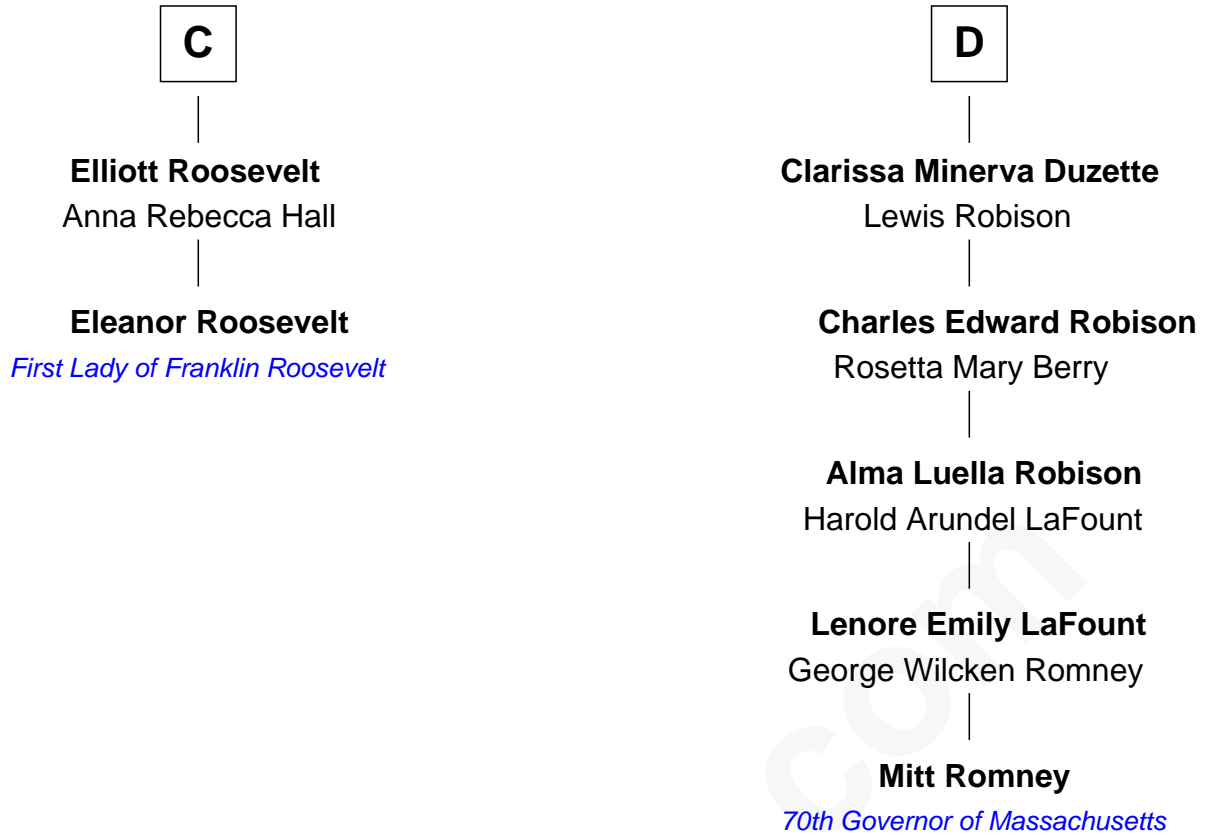 C
Elliott Roosevelt
Anna Rebecca Hall
Eleanor Roosevelt
First Lady of Franklin Roosevelt
D
Clarissa Minerva Duzette
Lewis Robison
Charles Edward Robison
Rosetta Mary Berry
Alma Luella Robison
Harold Arundel LaFount
Lenore Emily LaFount
George Wilcken Romney
Mitt Romney
70th Governor of Massachusetts
com